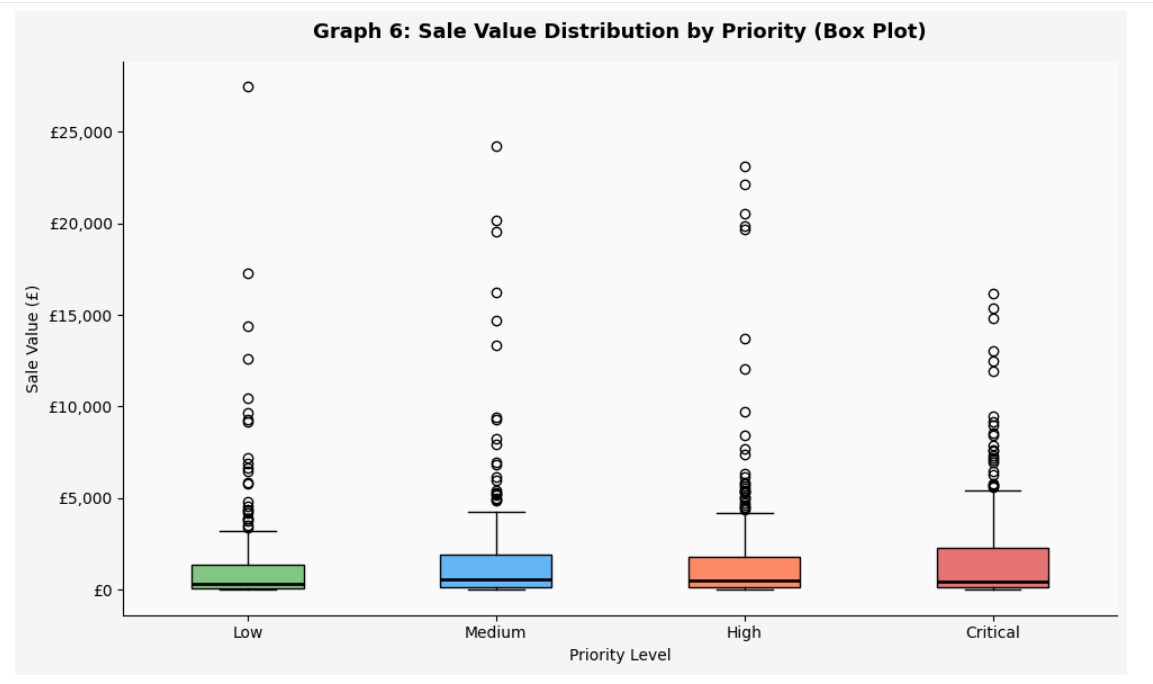 Graph 6: Sale Value Distribution by Priority (Box Plot)
£25,000
£20,000
£15,000
£10,000
£5,000
£0
Sale Value (£)
Low Medium High Critical
Priority Level